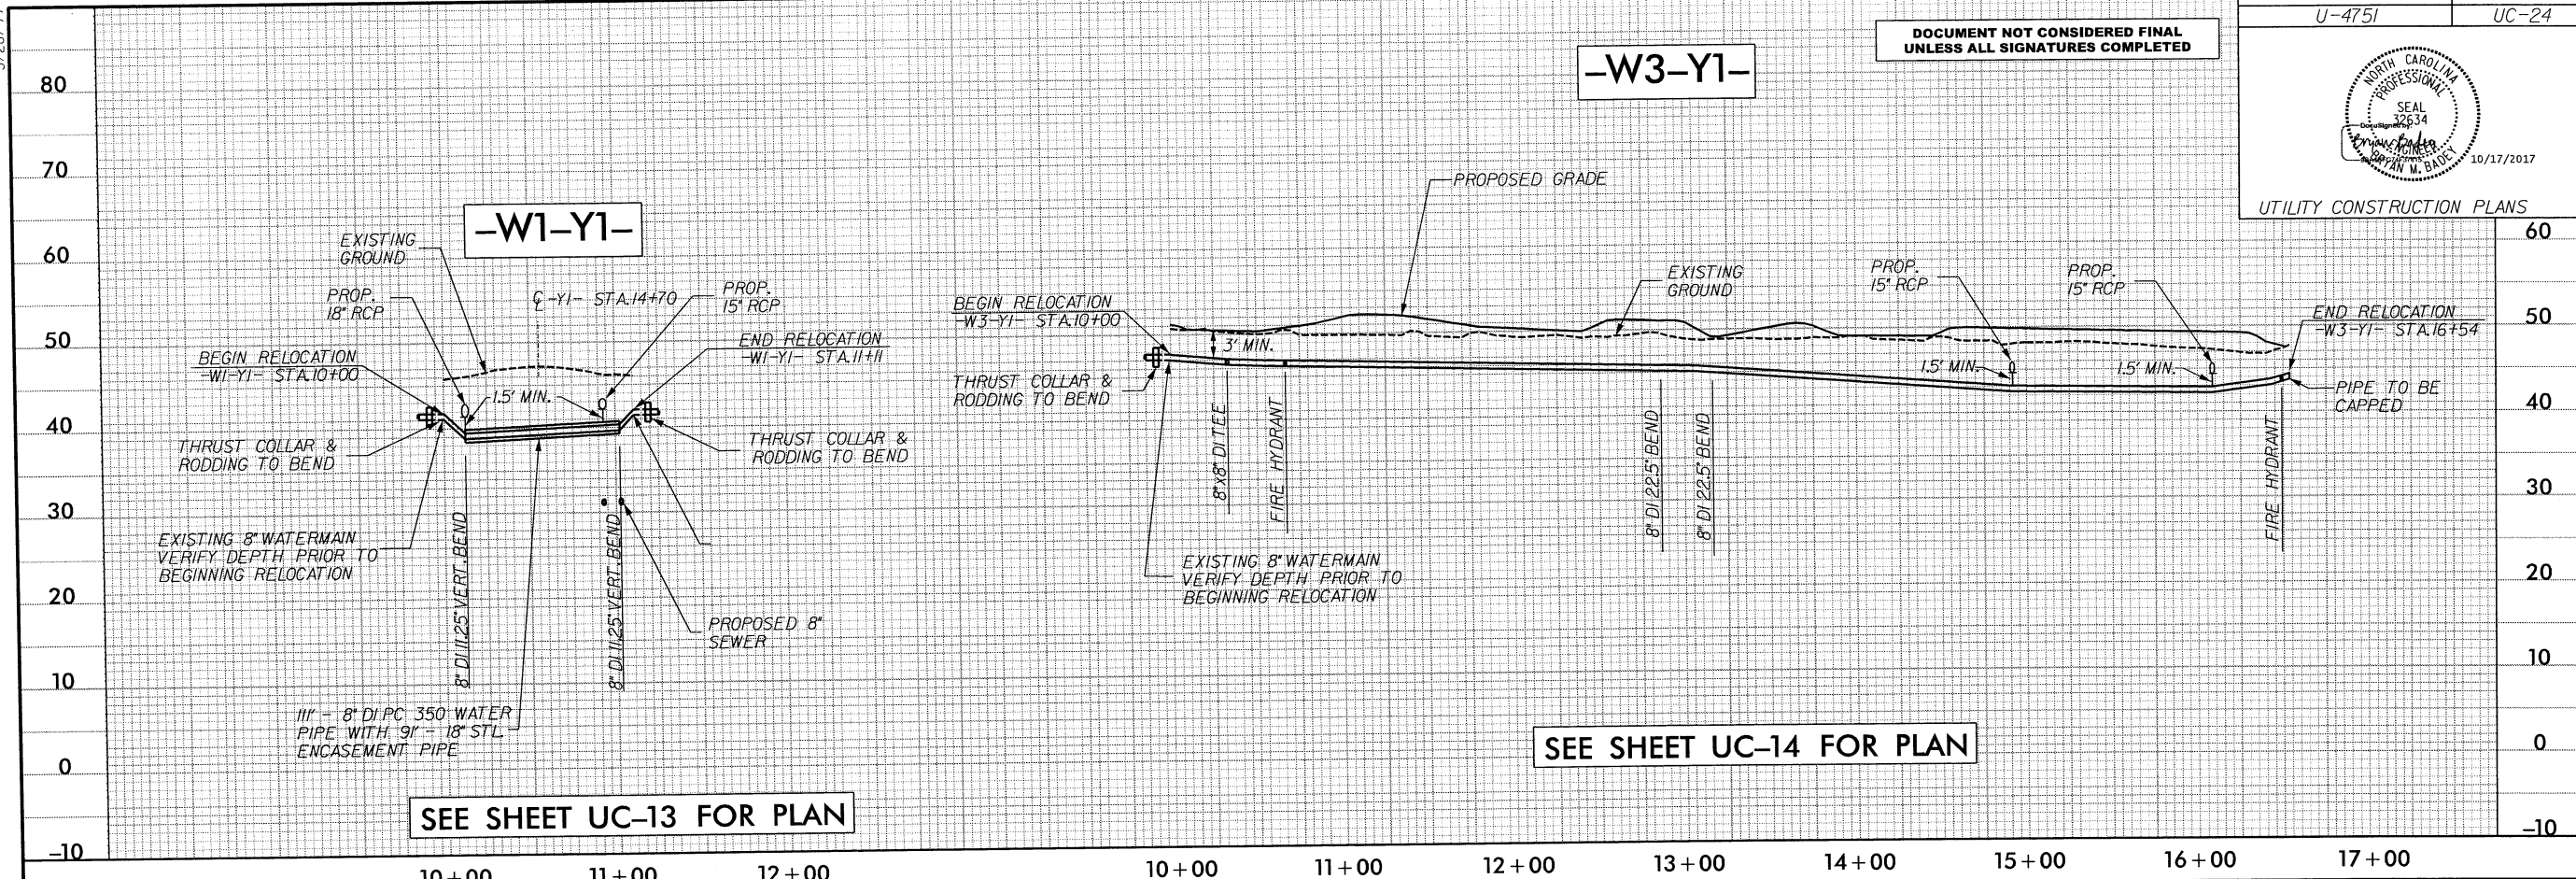 U-4751
UC-24
DOCUMENT NOT CONSIDERED FINAL
UNLESS ALL SIGNATURES COMPLETED
NORTH CAROLINA
PROFESSIONAL
SEAL
32634
DocuSigned by:
ENGINEER
BRYAN M. BADEY
10/17/2017
UTILITY CONSTRUCTION PLANS
80
70
60
50
40
30
20
10
0
-10
-W1-Y1-
EXISTING
GROUND
PROP.
18" RCP
℄ -Y1- STA.14+70
PROP.
15" RCP
BEGIN RELOCATION
-W1-Y1- STA.10+00
END RELOCATION
-W1-Y1- STA.11+11
1.5' MIN.
THRUST COLLAR &
RODDING TO BEND
THRUST COLLAR &
RODDING TO BEND
EXISTING 8" WATERMAIN
VERIFY DEPTH PRIOR TO
BEGINNING RELOCATION
8" DI 11.25° VERT. BEND
8" DI 11.25° VERT. BEND
PROPOSED 8"
SEWER
111' - 8" DI PC 350 WATER
PIPE WITH 91' - 18" STL.
ENCASEMENT PIPE
SEE SHEET UC-13 FOR PLAN
10+00
11+00
12+00
-W3-Y1-
PROPOSED GRADE
EXISTING
GROUND
PROP.
15" RCP
PROP.
15" RCP
BEGIN RELOCATION
-W3-Y1- STA.10+00
END RELOCATION
-W3-Y1- STA.16+54
3' MIN.
1.5' MIN.
1.5' MIN.
THRUST COLLAR &
RODDING TO BEND
PIPE TO BE
CAPPED
8"x8" DI TEE
FIRE HYDRANT
8" DI 22.5° BEND
8" DI 22.5° BEND
FIRE HYDRANT
EXISTING 8" WATERMAIN
VERIFY DEPTH PRIOR TO
BEGINNING RELOCATION
SEE SHEET UC-14 FOR PLAN
10+00
11+00
12+00
13+00
14+00
15+00
16+00
17+00
60
50
40
30
20
10
0
-10